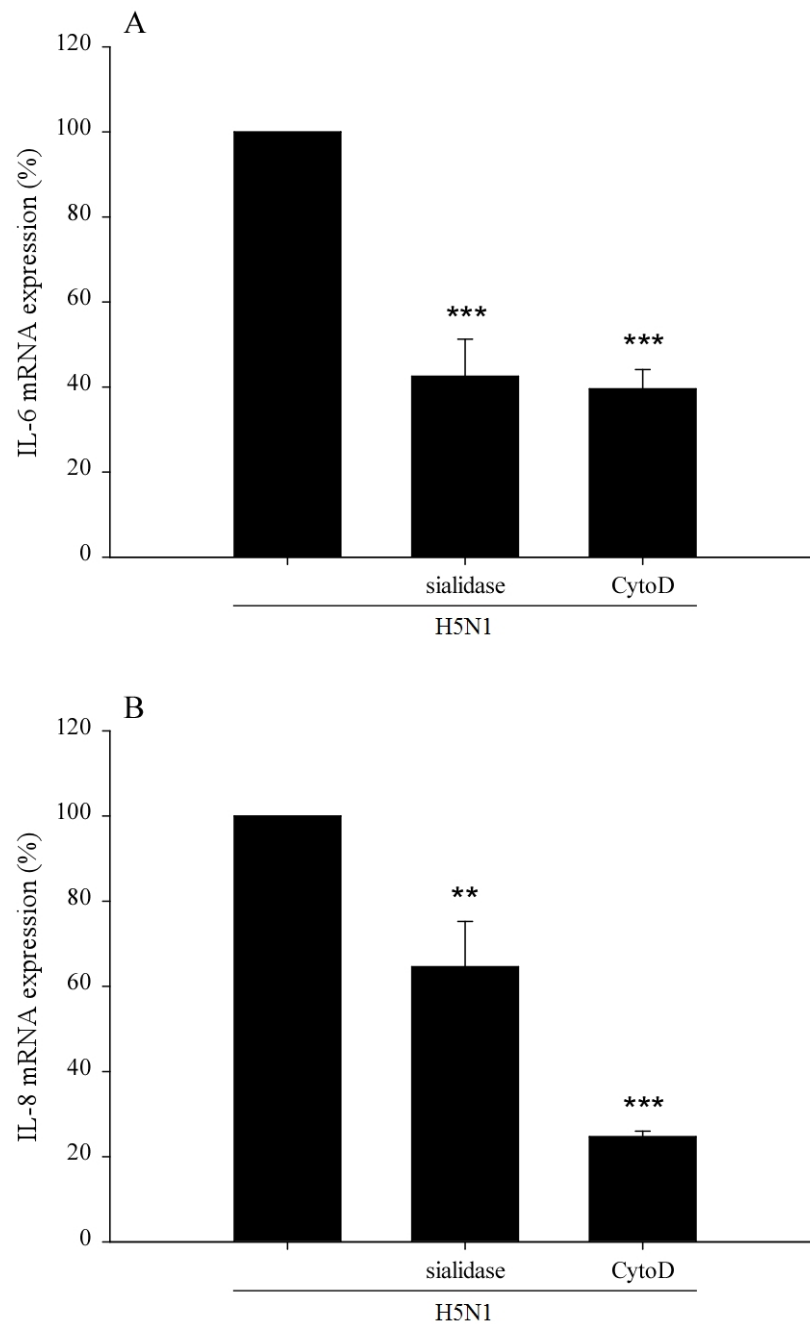 A
120
100
80
60
40
20
0
IL-6 mRNA expression (%)
***
***
sialidase CytoD
H5N1
B
120
100
80
60
40
20
0
IL-8 mRNA expression (%)
**
***
sialidase CytoD
H5N1